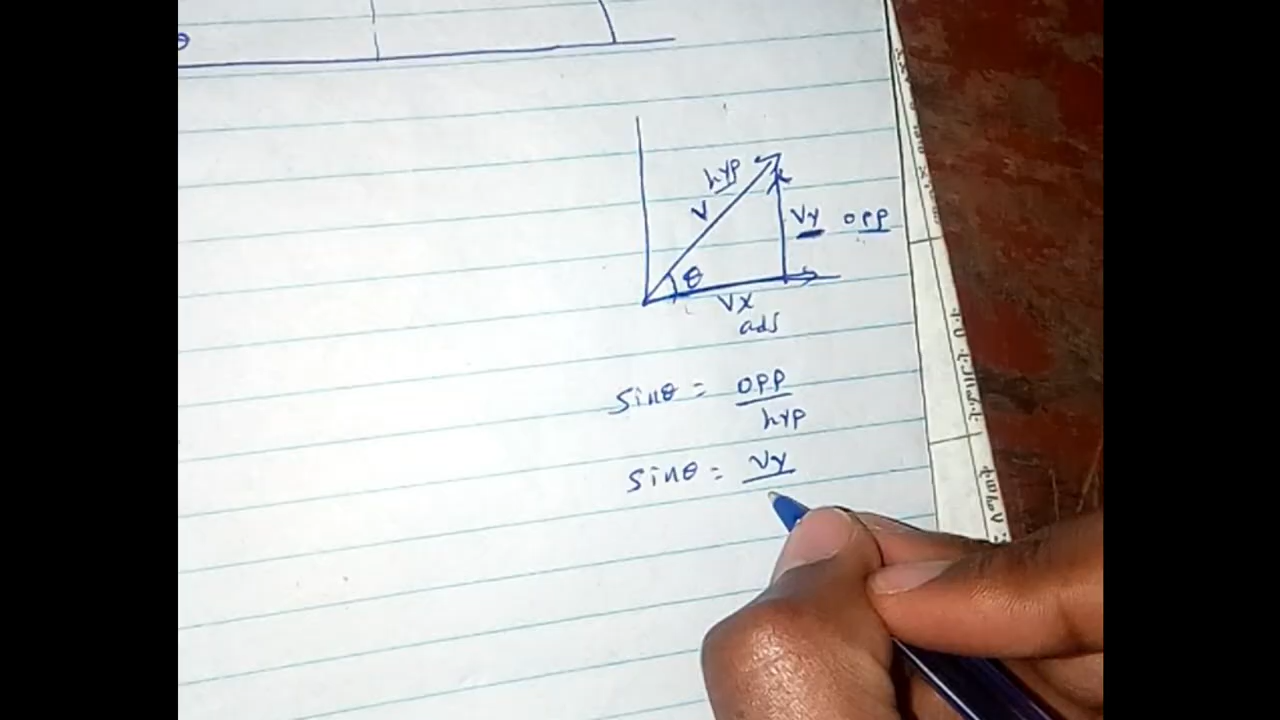 θ
hyp
V
Vy opp
θ
Vx
adj
sinθ = opp
hyp
sinθ = Vy